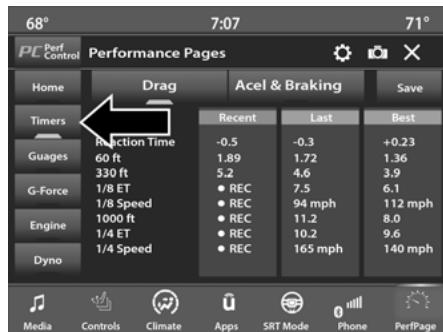 68° 7:07 71°
PC Perf Control Performance Pages
Home Drag Acel & Braking Save
Timers Recent Last Best
Reaction Time -0.5 -0.3 +0.23
60 ft 1.89 1.72 1.36
Guages 330 ft 5.2 4.6 3.9
1/8 ET ● REC 7.5 6.1
G-Force 1/8 Speed ● REC 94 mph 112 mph
1000 ft ● REC 11.2 8.0
Engine 1/4 ET ● REC 10.2 9.6
1/4 Speed ● REC 165 mph 140 mph
Dyno
Media Controls Climate Apps SRT Mode Phone PerfPage